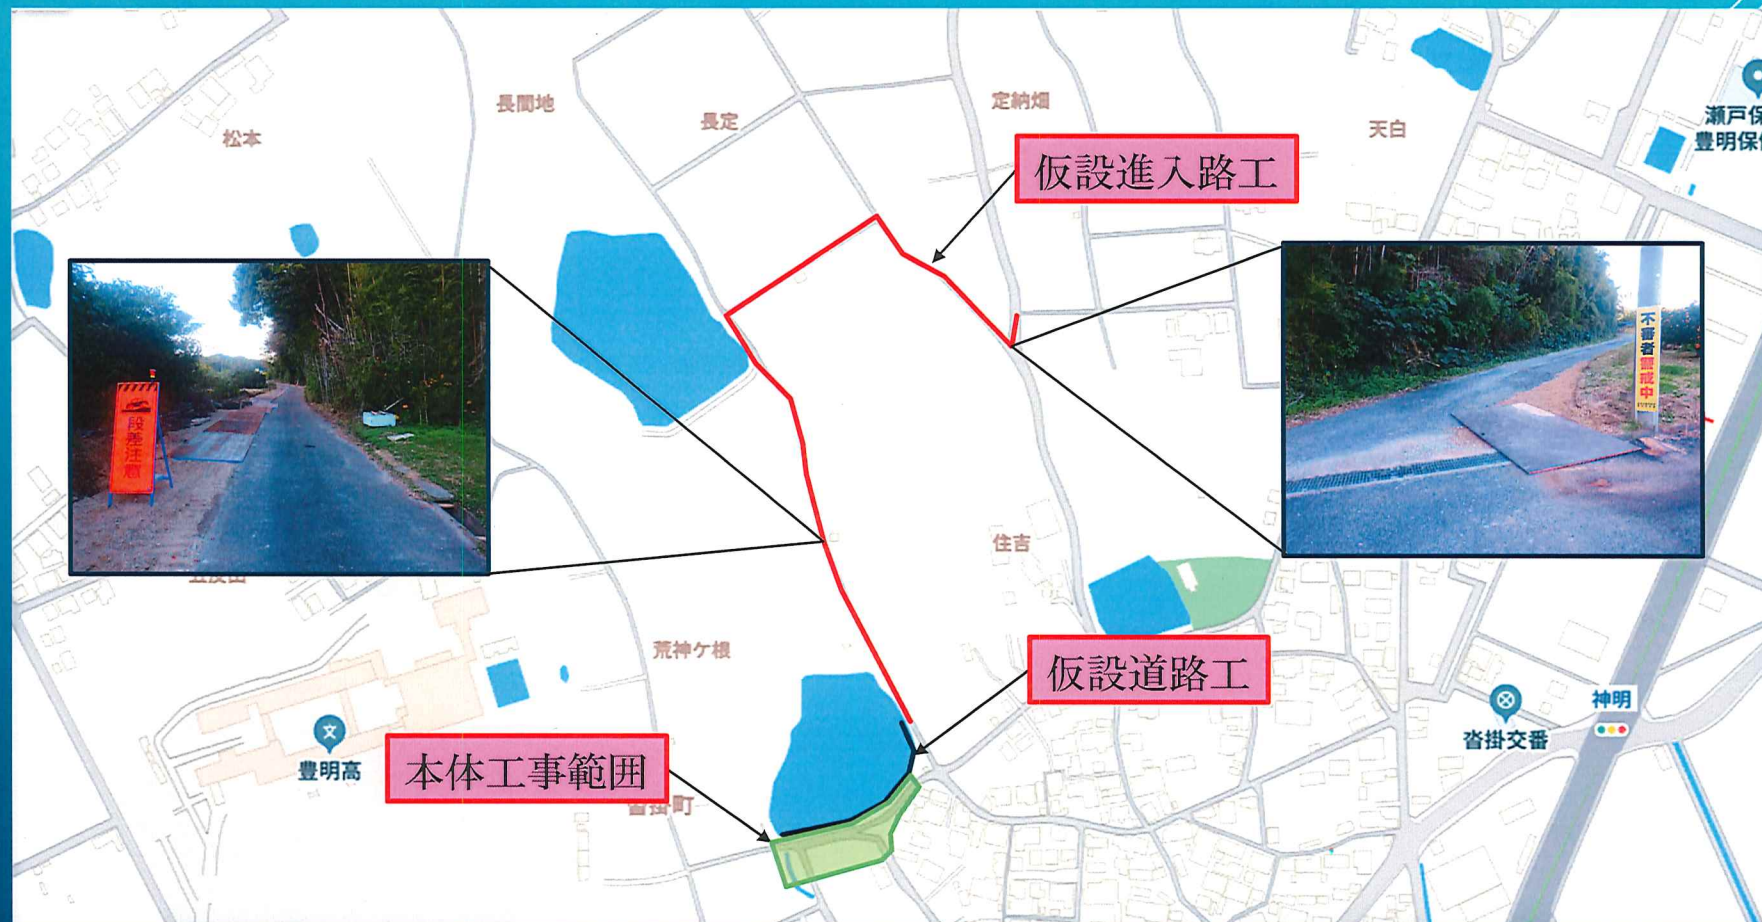 長間地
長定
定納畑
松本
天白
瀬戸保
豊明保
仮設進入路工
段差注意
不審者警戒中
住吉
荒神ケ根
仮設道路工
神明
沓掛交番
豊明高
本体工事範囲
沓掛町